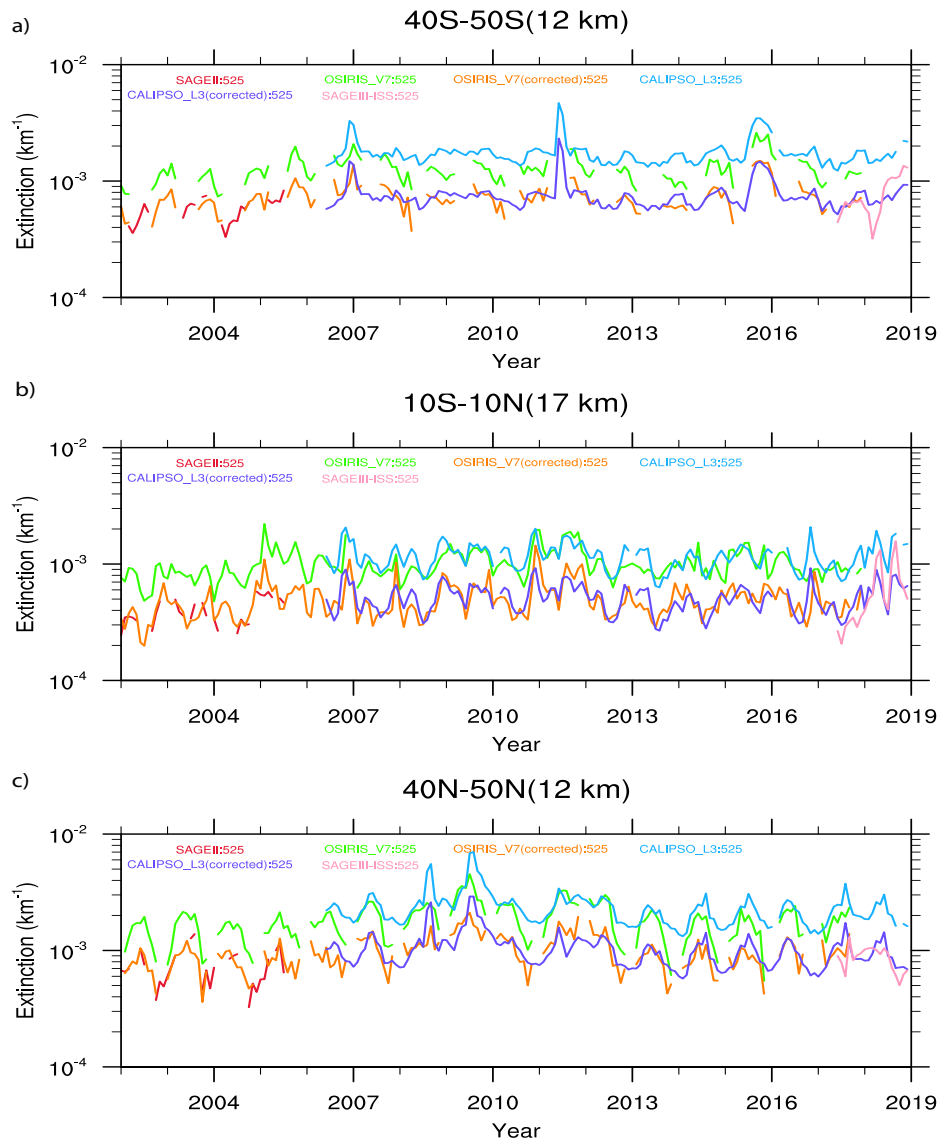 a)
40S-50S(12 km)
10⁻²
SAGEII:525 OSIRIS_V7:525 OSIRIS_V7(corrected):525 CALIPSO_L3:525
CALIPSO_L3(corrected):525 SAGEIII-ISS:525
Extinction (km⁻¹)
10⁻³
10⁻⁴
2004 2007 2010 2013 2016 2019
Year
b)
10S-10N(17 km)
10⁻²
SAGEII:525 OSIRIS_V7:525 OSIRIS_V7(corrected):525 CALIPSO_L3:525
CALIPSO_L3(corrected):525 SAGEIII-ISS:525
Extinction (km⁻¹)
10⁻³
10⁻⁴
2004 2007 2010 2013 2016 2019
Year
c)
40N-50N(12 km)
10⁻²
SAGEII:525 OSIRIS_V7:525 OSIRIS_V7(corrected):525 CALIPSO_L3:525
CALIPSO_L3(corrected):525 SAGEIII-ISS:525
Extinction (km⁻¹)
10⁻³
10⁻⁴
2004 2007 2010 2013 2016 2019
Year